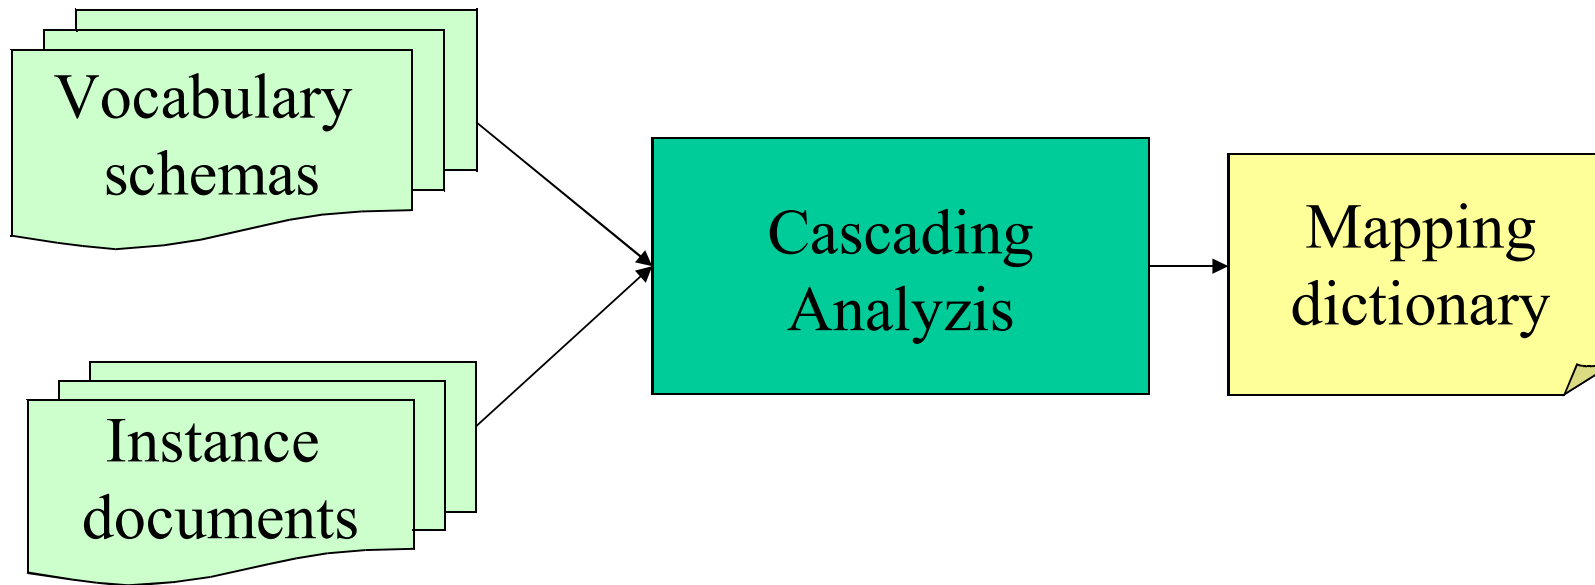 Vocabulary
schemas
Instance
documents
Cascading
Analyzis
Mapping
dictionary